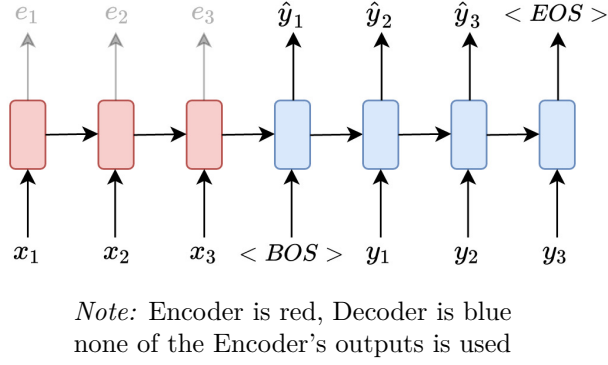 e₁ e₂ e₃ ŷ₁ ŷ₂ ŷ₃ < EOS >
x₁ x₂ x₃ < BOS > y₁ y₂ y₃
Note: Encoder is red, Decoder is blue
none of the Encoder's outputs is used